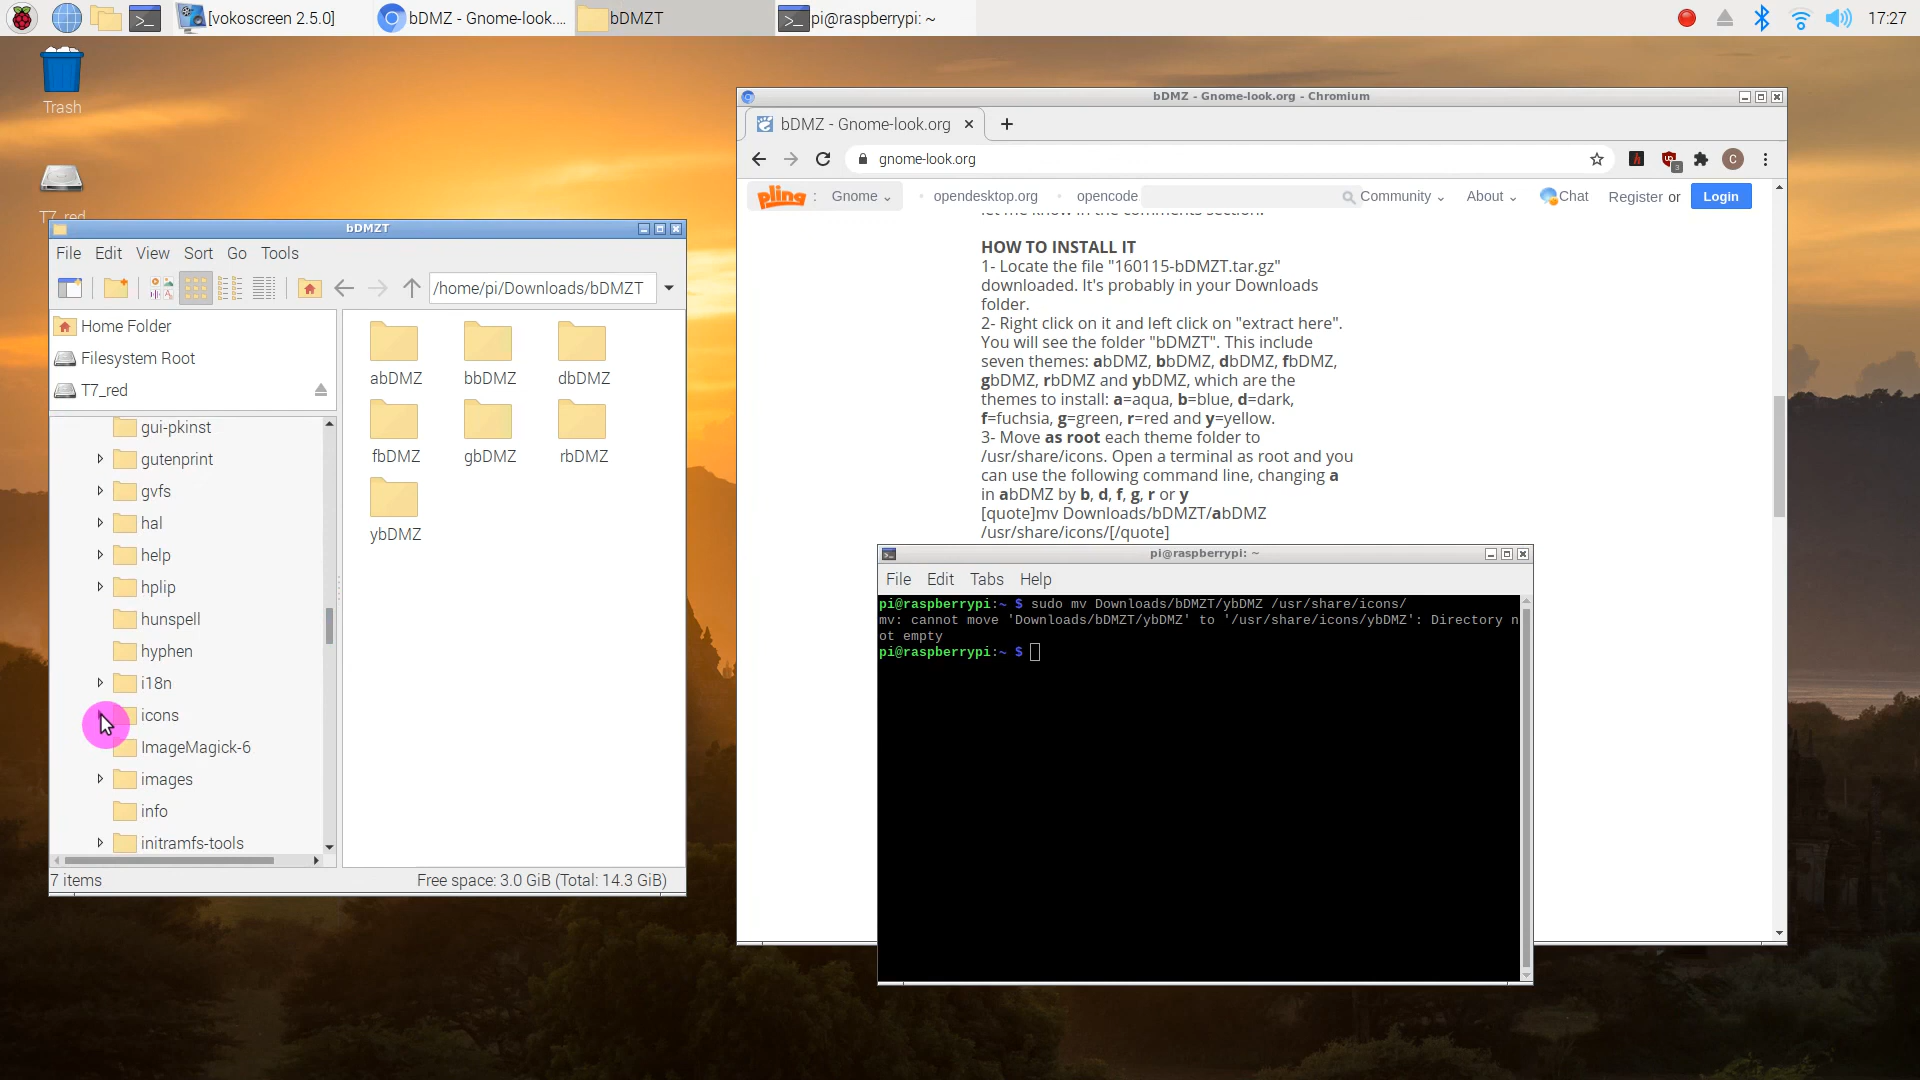 [vokoscreen 2.5.0]
bDMZ - Gnome-look....
bDMZT
pi@raspberrypi: ~
17:27
Trash
T7_red
bDMZT
File Edit View Sort Go Tools
/home/pi/Downloads/bDMZT
Home Folder
Filesystem Root
T7_red
gui-pkinst
gutenprint
gvfs
hal
help
hplip
hunspell
hyphen
i18n
icons
ImageMagick-6
images
info
initramfs-tools
abDMZ
bbDMZ
dbDMZ
fbDMZ
gbDMZ
rbDMZ
ybDMZ
7 items
Free space: 3.0 GiB (Total: 14.3 GiB)
bDMZ - Gnome-look.org - Chromium
bDMZ - Gnome-look.org
gnome-look.org
C
3
pling : Gnome opendesktop.org opencode Community About Chat Register or Login
let me know in the comments section.
HOW TO INSTALL IT
1- Locate the file "160115-bDMZT.tar.gz"
downloaded. It's probably in your Downloads
folder.
2- Right click on it and left click on "extract here".
You will see the folder "bDMZT". This include
seven themes: abDMZ, bbDMZ, dbDMZ, fbDMZ,
gbDMZ, rbDMZ and ybDMZ, which are the
themes to install: a=aqua, b=blue, d=dark,
f=fuchsia, g=green, r=red and y=yellow.
3- Move as root each theme folder to
/usr/share/icons. Open a terminal as root and you
can use the following command line, changing a
in abDMZ by b, d, f, g, r or y
[quote]mv Downloads/bDMZT/abDMZ
/usr/share/icons/[/quote]
pi@raspberrypi: ~
File Edit Tabs Help
pi@raspberrypi:~ $ sudo mv Downloads/bDMZT/ybDMZ /usr/share/icons/
mv: cannot move 'Downloads/bDMZT/ybDMZ' to '/usr/share/icons/ybDMZ': Directory n
ot empty
pi@raspberrypi:~ $